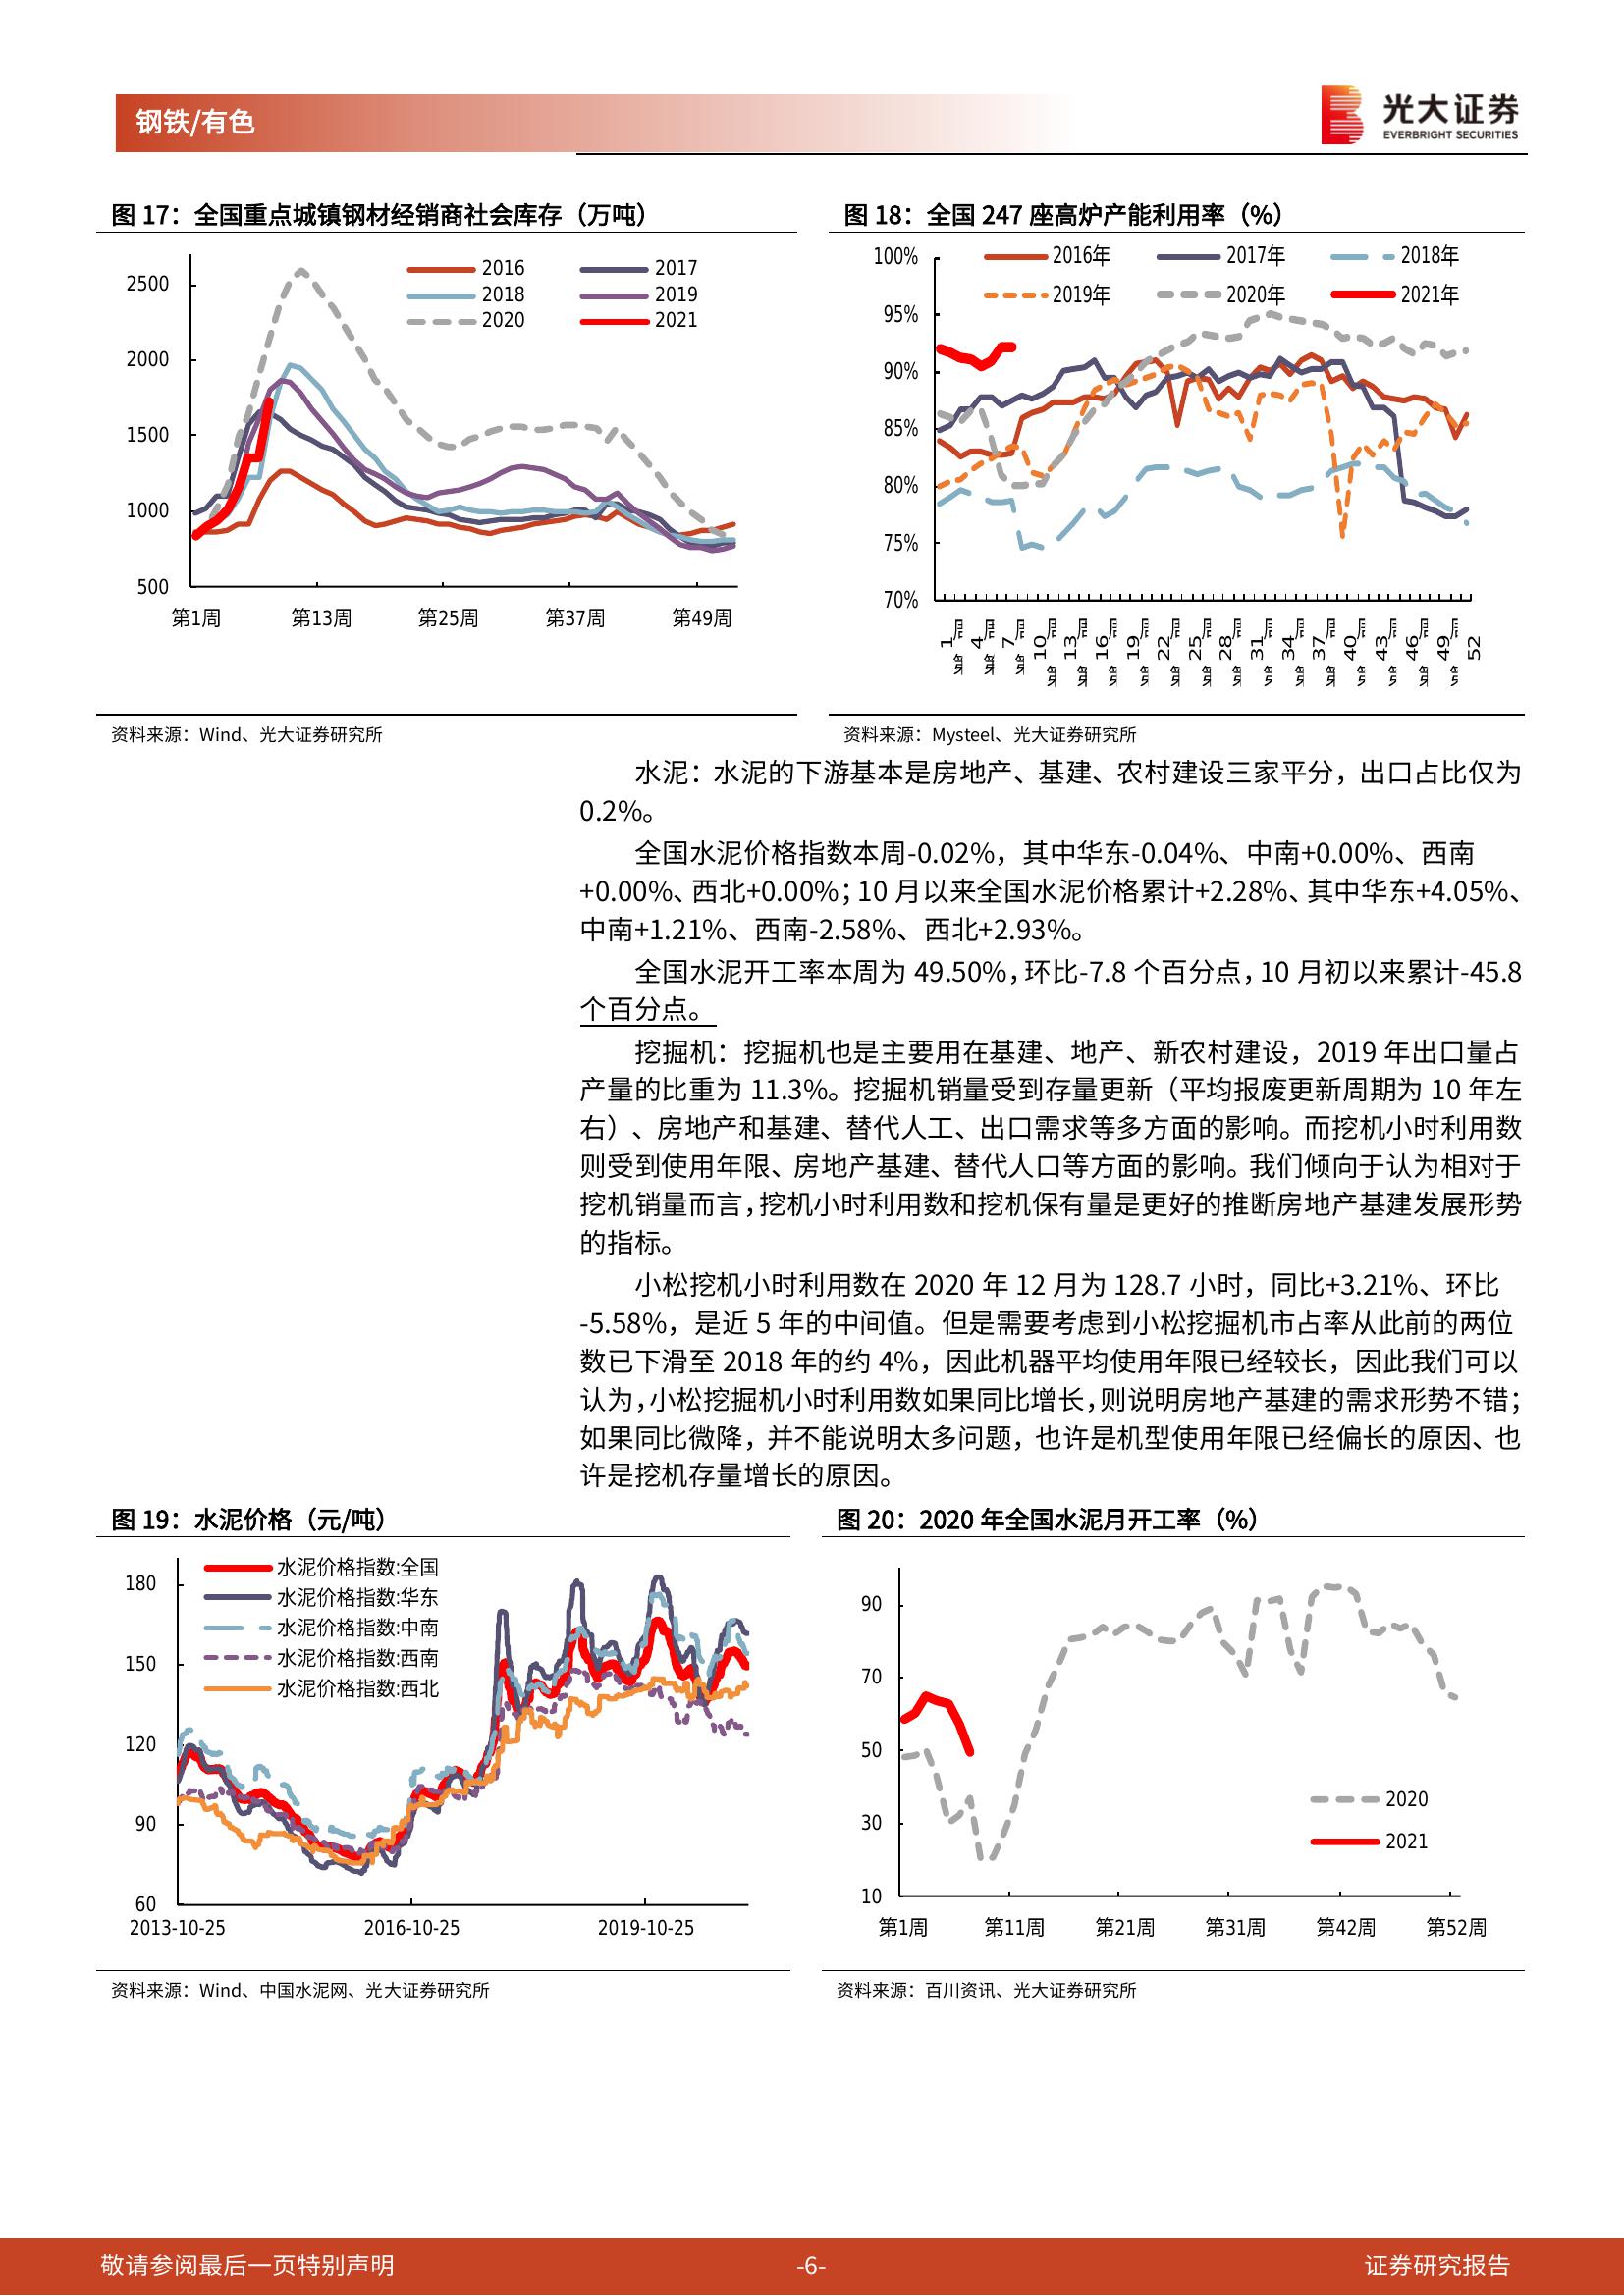 钢铁/有色
光大证券
EVERBRIGHT SECURITIES
图 17：全国重点城镇钢材经销商社会库存（万吨）
2500
2000
1500
1000
500
2016
2017
2018
2019
2020
2021
第1周
第13周
第25周
第37周
第49周
资料来源：Wind、光大证券研究所
图 18：全国 247 座高炉产能利用率（%）
100%
95%
90%
85%
80%
75%
70%
2016年
2017年
2018年
2019年
2020年
2021年
第1周
第4周
第7周
第10周
第13周
第16周
第19周
第22周
第25周
第28周
第31周
第34周
第37周
第40周
第43周
第46周
第49周
52
资料来源：Mysteel、光大证券研究所
水泥：水泥的下游基本是房地产、基建、农村建设三家平分，出口占比仅为
0.2%。
全国水泥价格指数本周-0.02%，其中华东-0.04%、中南+0.00%、西南
+0.00%、西北+0.00%；10 月以来全国水泥价格累计+2.28%、其中华东+4.05%、
中南+1.21%、西南-2.58%、西北+2.93%。
全国水泥开工率本周为 49.50%，环比-7.8 个百分点，10 月初以来累计-45.8
个百分点。
挖掘机：挖掘机也是主要用在基建、地产、新农村建设，2019 年出口量占
产量的比重为 11.3%。挖掘机销量受到存量更新（平均报废更新周期为 10 年左
右）、房地产和基建、替代人工、出口需求等多方面的影响。而挖机小时利用数
则受到使用年限、房地产基建、替代人口等方面的影响。我们倾向于认为相对于
挖机销量而言，挖机小时利用数和挖机保有量是更好的推断房地产基建发展形势
的指标。
小松挖机小时利用数在 2020 年 12 月为 128.7 小时，同比+3.21%、环比
-5.58%，是近 5 年的中间值。但是需要考虑到小松挖掘机市占率从此前的两位
数已下滑至 2018 年的约 4%，因此机器平均使用年限已经较长，因此我们可以
认为，小松挖掘机小时利用数如果同比增长，则说明房地产基建的需求形势不错；
如果同比微降，并不能说明太多问题，也许是机型使用年限已经偏长的原因、也
许是挖机存量增长的原因。
图 19：水泥价格（元/吨）
180
150
120
90
60
水泥价格指数:全国
水泥价格指数:华东
水泥价格指数:中南
水泥价格指数:西南
水泥价格指数:西北
2013-10-25
2016-10-25
2019-10-25
资料来源：Wind、中国水泥网、光大证券研究所
图 20：2020 年全国水泥月开工率（%）
90
70
50
30
10
2020
2021
第1周
第11周
第21周
第31周
第42周
第52周
资料来源：百川资讯、光大证券研究所
敬请参阅最后一页特别声明
-6-
证券研究报告